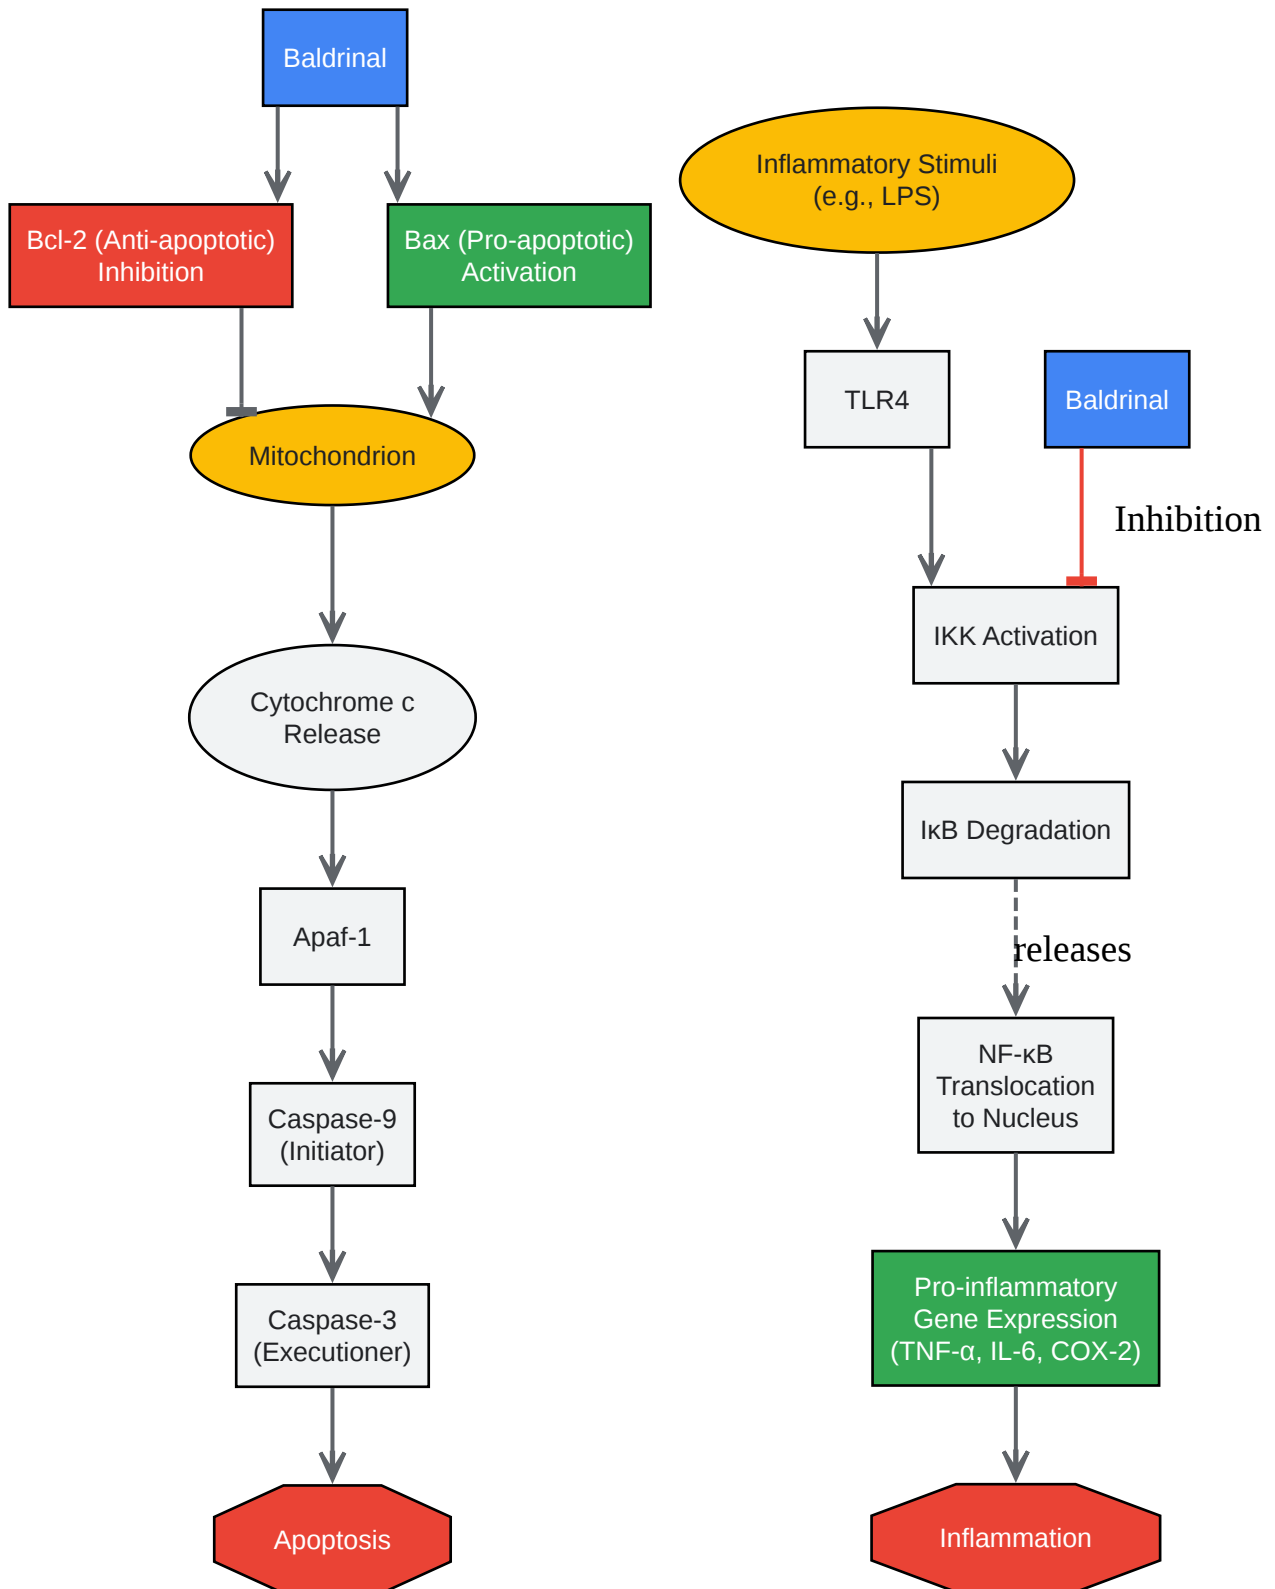 Baldrinal
Bcl-2 (Anti-apoptotic)
Inhibition
Bax (Pro-apoptotic)
Activation
Mitochondrion
Cytochrome c
Release
Apaf-1
Caspase-9
(Initiator)
Caspase-3
(Executioner)
Apoptosis
Inflammatory Stimuli
(e.g., LPS)
TLR4
Baldrinal
Inhibition
IKK Activation
IκB Degradation
releases
NF-κB
Translocation
to Nucleus
Pro-inflammatory
Gene Expression
(TNF-α, IL-6, COX-2)
Inflammation